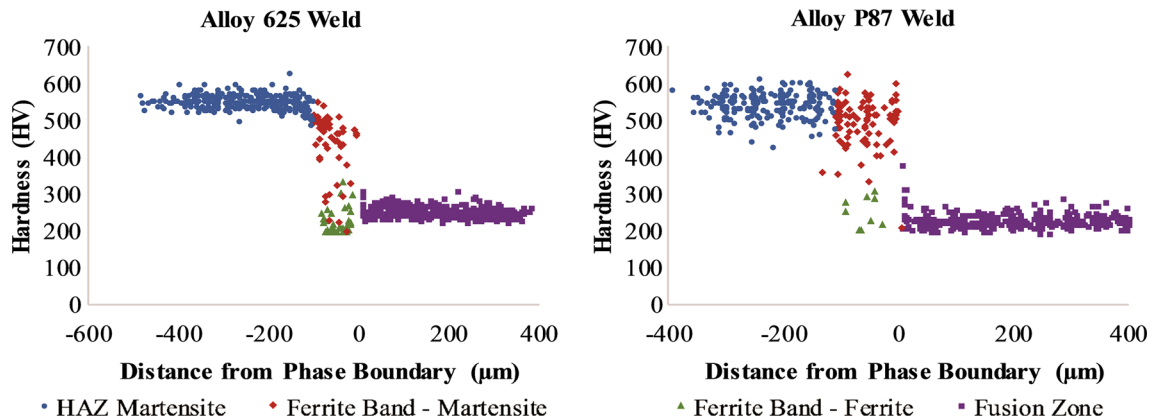 Alloy 625 Weld
700
600
500
400
300
200
100
0
Hardness (HV)
-600
-400
-200
0
200
400
Distance from Phase Boundary (µm)
Alloy P87 Weld
700
600
500
400
300
200
100
0
Hardness (HV)
-400
-200
0
200
400
Distance from Phase Boundary (µm)
HAZ Martensite
Ferrite Band - Martensite
Ferrite Band - Ferrite
Fusion Zone